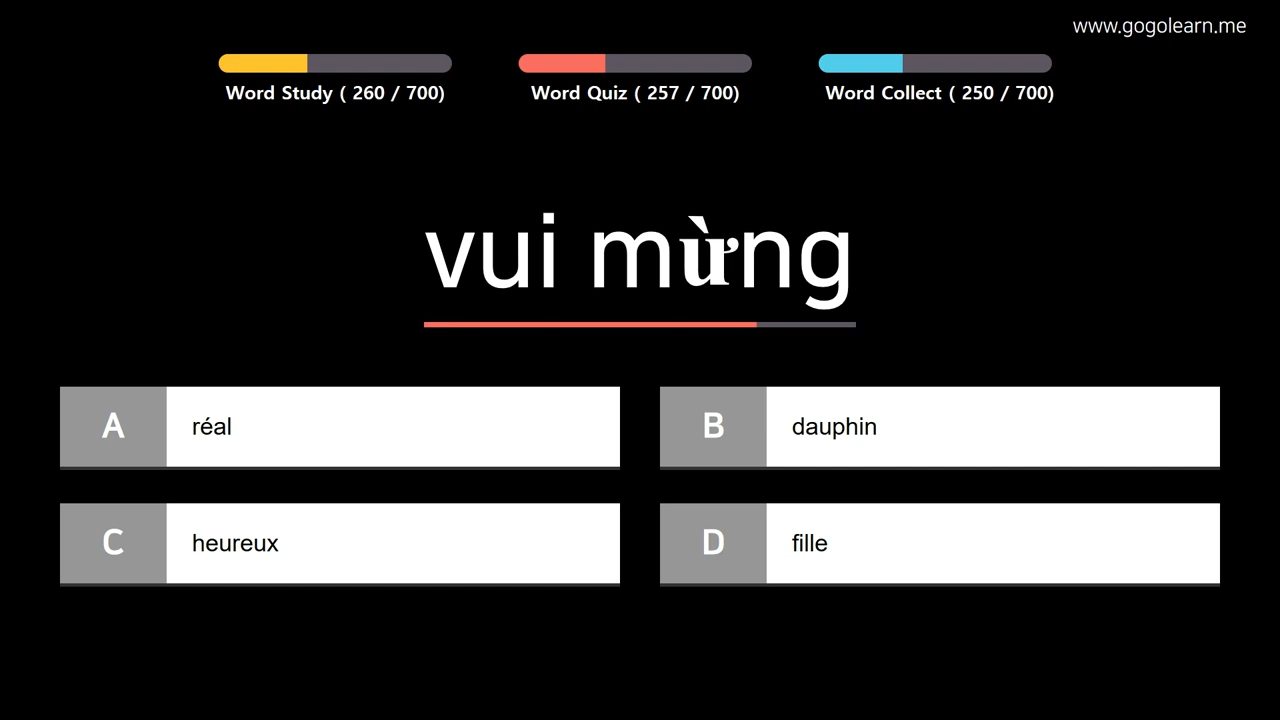 www.gogolearn.me
Word Study ( 260 / 700)
Word Quiz ( 257 / 700)
Word Collect ( 250 / 700)
vui mừng
A
réal
B
dauphin
C
heureux
D
fille